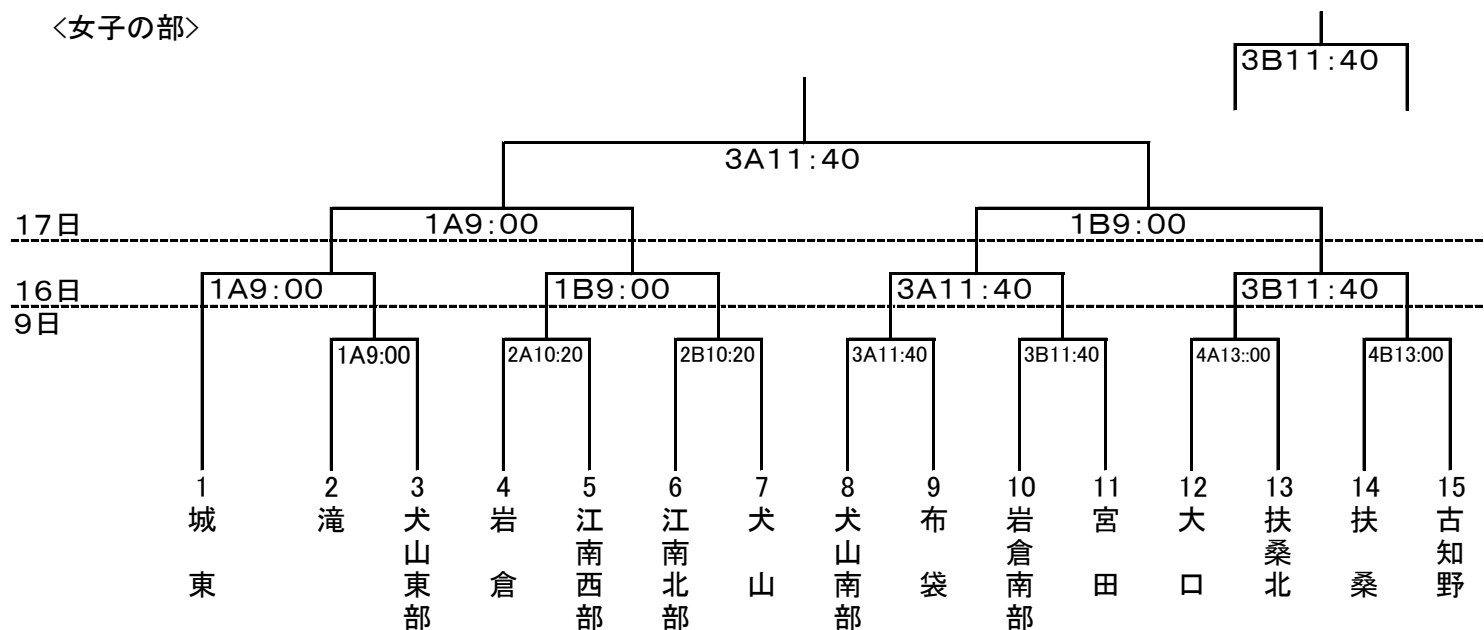 <女子の部>
3B11:40
3A11:40
17日
1A9:00
1B9:00
16日
1A9:00
1B9:00
3A11:40
3B11:40
9日
1A9:00
2A10:20
2B10:20
3A11:40
3B11:40
4A13::00
4B13:00
1
2
3
4
5
6
7
8
9
10
11
12
13
14
15
城東
滝
犬山東部
岩倉
江南西部
江南北部
犬山
犬山南部
布袋
岩倉南部
宮田
大口
扶桑北
扶桑
古知野